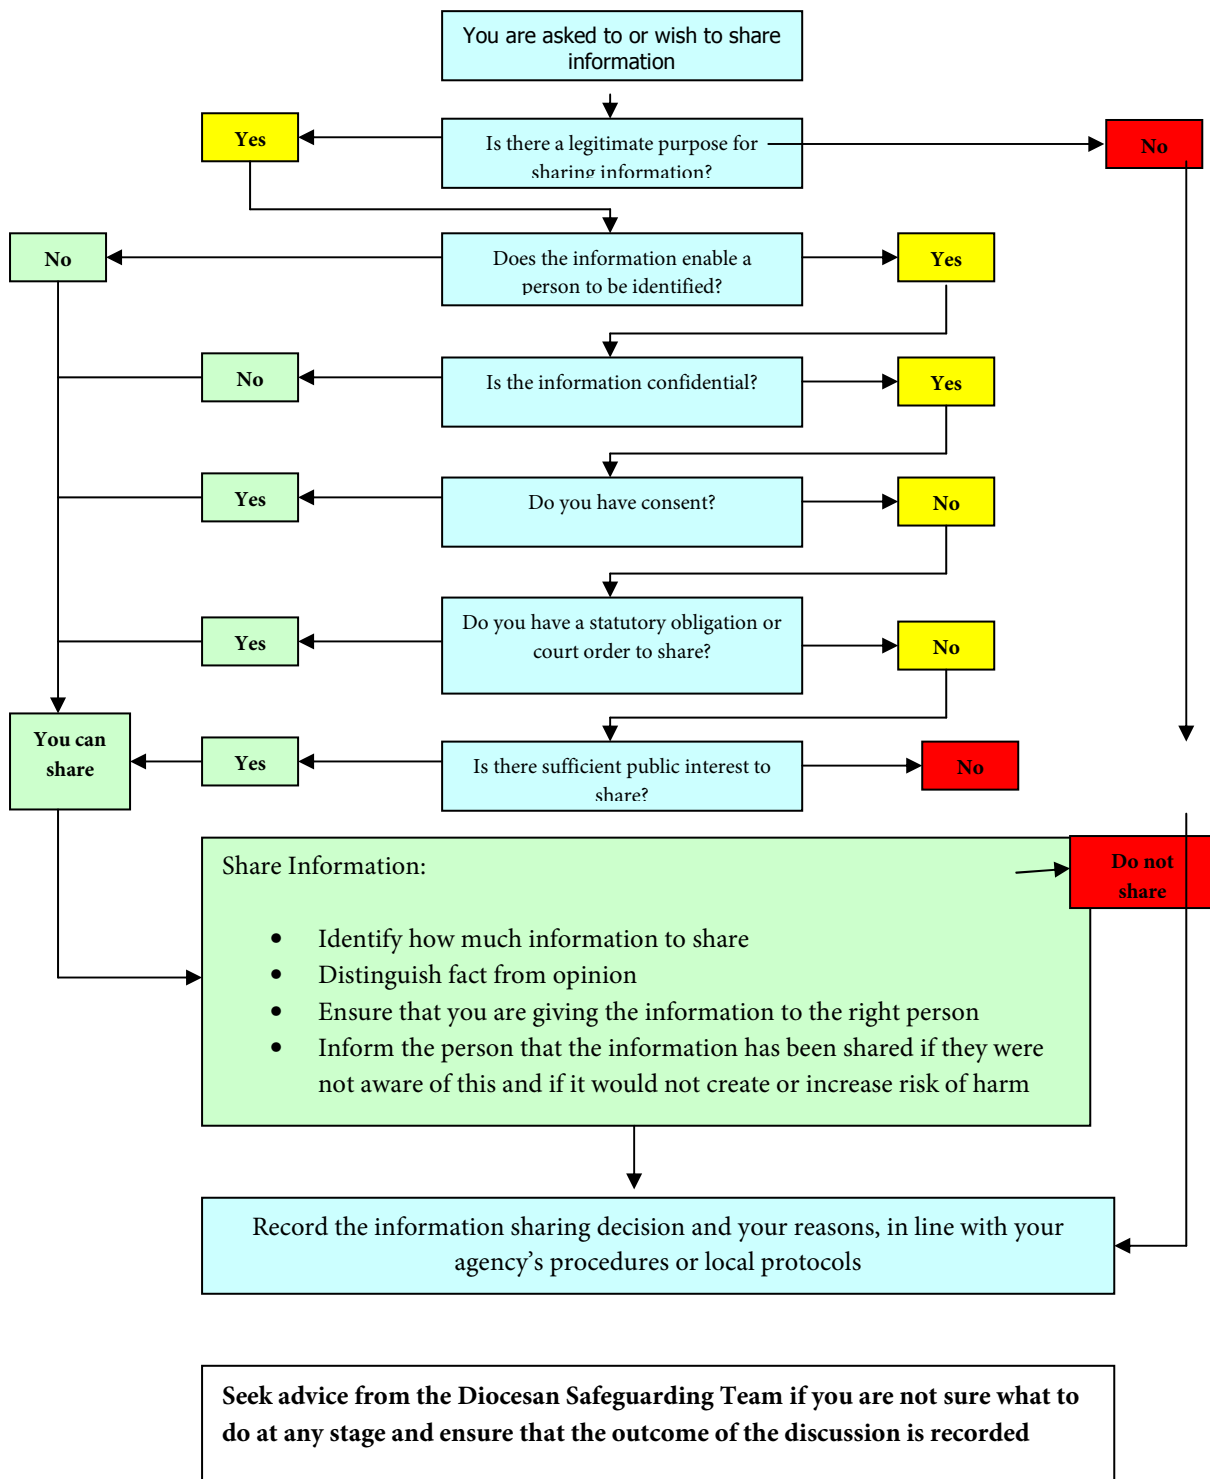 You are asked to or wish to share
information
Yes
Is there a legitimate purpose for
sharing information?
No
No
Does the information enable a
person to be identified?
Yes
No
Is the information confidential?
Yes
Yes
Do you have consent?
No
Yes
Do you have a statutory obligation or
court order to share?
No
You can
share
Yes
Is there sufficient public interest to
share?
No
Share Information:
Do not
share
• Identify how much information to share
• Distinguish fact from opinion
• Ensure that you are giving the information to the right person
• Inform the person that the information has been shared if they were
not aware of this and if it would not create or increase risk of harm
Record the information sharing decision and your reasons, in line with your
agency’s procedures or local protocols
Seek advice from the Diocesan Safeguarding Team if you are not sure what to
do at any stage and ensure that the outcome of the discussion is recorded